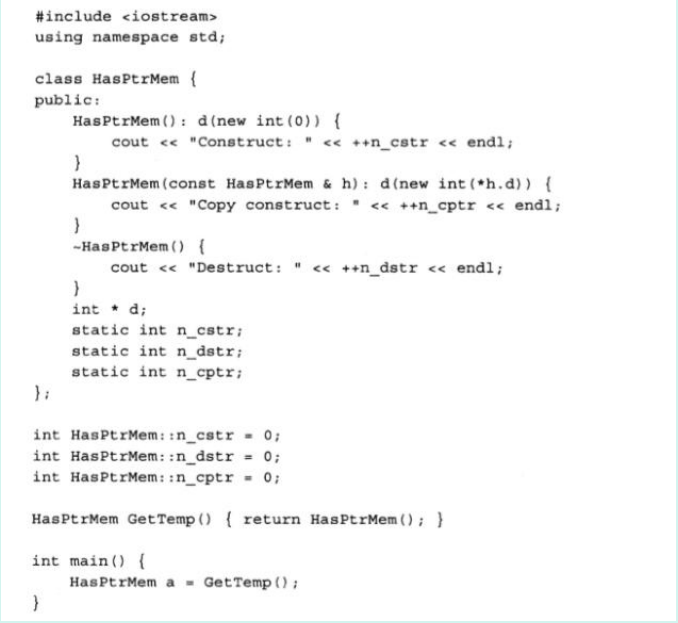 #include <iostream>
using namespace std;

class HasPtrMem {
public:
    HasPtrMem(): d(new int(0)) {
        cout << "Construct: " << ++n_cstr << endl;
    }
    HasPtrMem(const HasPtrMem & h): d(new int(*h.d)) {
        cout << "Copy construct: " << ++n_cptr << endl;
    }
    ~HasPtrMem() {
        cout << "Destruct: " << ++n_dstr << endl;
    }
    int * d;
    static int n_cstr;
    static int n_dstr;
    static int n_cptr;
};

int HasPtrMem::n_cstr = 0;
int HasPtrMem::n_dstr = 0;
int HasPtrMem::n_cptr = 0;

HasPtrMem GetTemp() { return HasPtrMem(); }

int main() {
    HasPtrMem a = GetTemp();
}